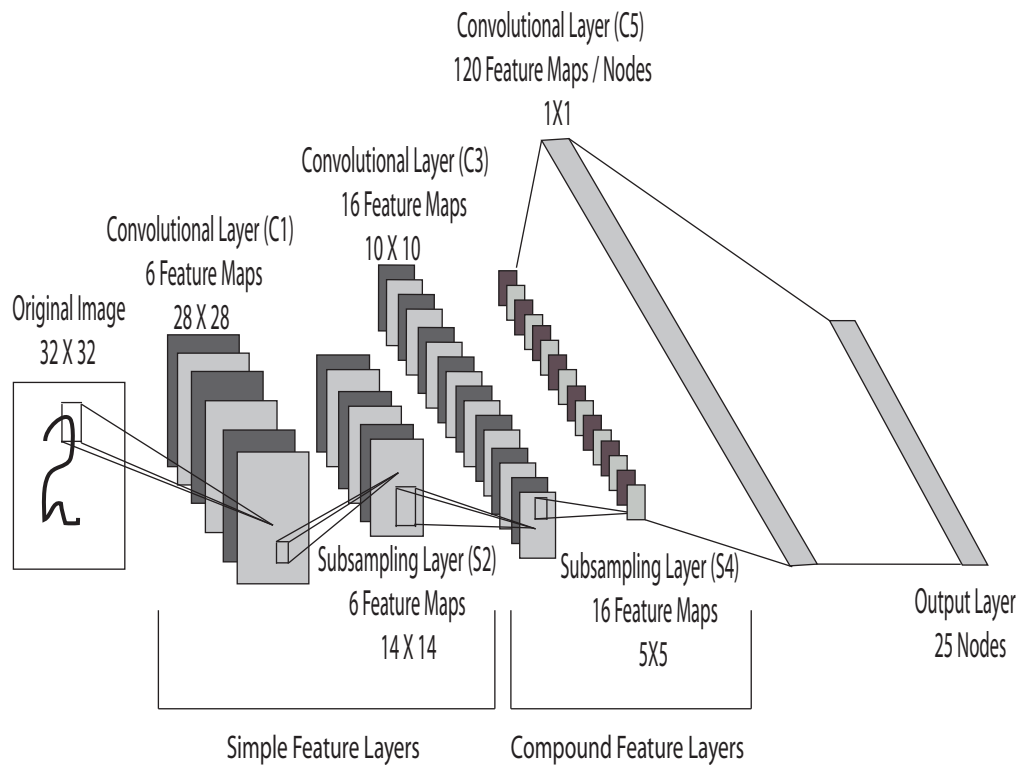 Convolutional Layer (C5)
120 Feature Maps / Nodes
1X1
Convolutional Layer (C3)
16 Feature Maps
10 X 10
Convolutional Layer (C1)
6 Feature Maps
28 X 28
Original Image
32 X 32
Subsampling Layer (S2)
6 Feature Maps
14 X 14
Subsampling Layer (S4)
16 Feature Maps
5X5
Output Layer
25 Nodes
Simple Feature Layers
Compound Feature Layers